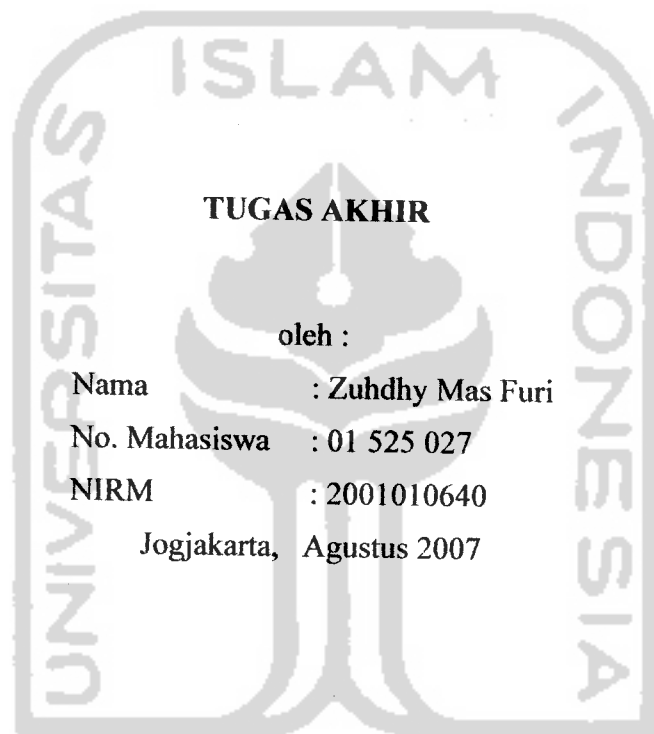 UNIVERSITAS ISLAM INDONESIA
TUGAS AKHIR
oleh :
Nama : Zuhdhy Mas Furi
No. Mahasiswa : 01 525 027
NIRM : 2001010640
Jogjakarta, Agustus 2007